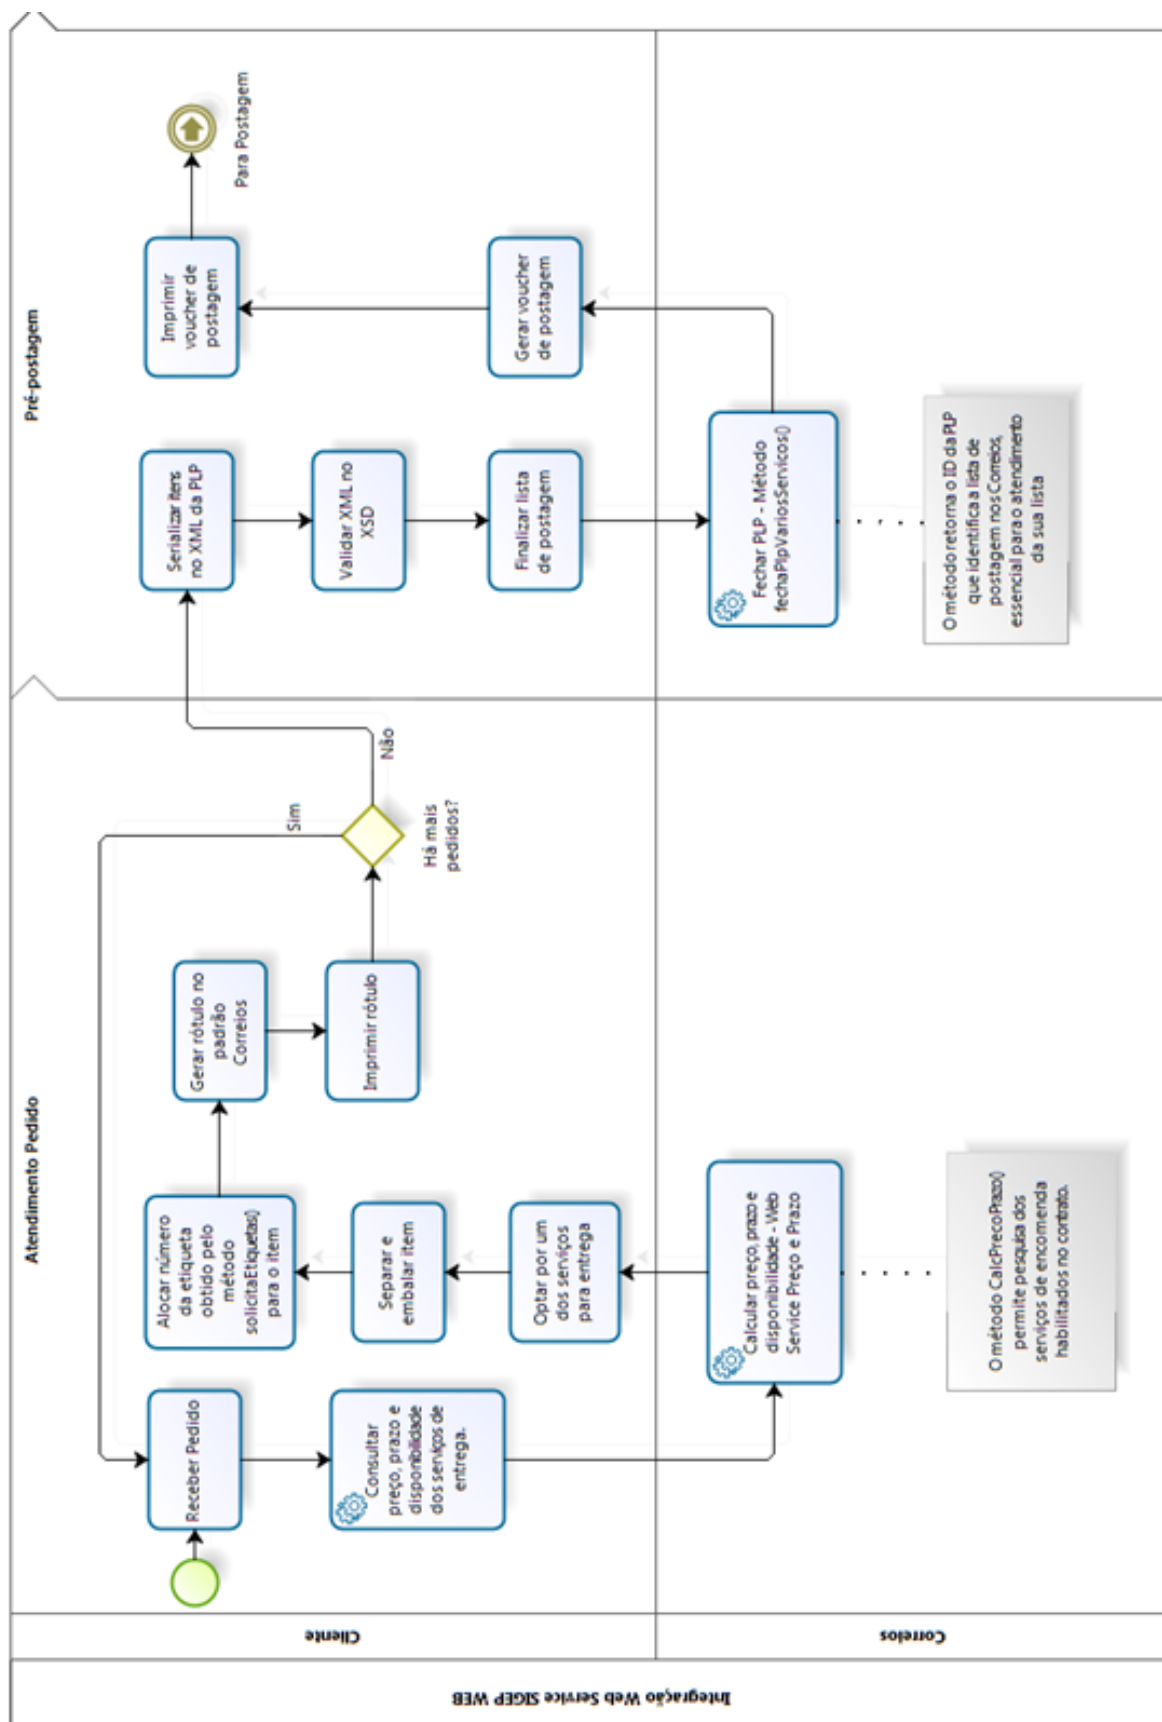 Integração Web Service SIGEP WEB
Cliente
Correios
Atendimento Pedido
Pré-postagem
Receber Pedido
Consultar
preço, prazo e
disponibilidade
dos serviços de
entrega.
Calcular preço, prazo e
disponibilidade - Web
Service Preço e Prazo
O método CalcPrecoPrazo()
permite pesquisa dos
serviços de encomenda
habilitados no contrato.
Optar por um
dos serviços
para entrega
Separar e
embalar item
Alocar número
da etiqueta
obtido pelo
método
solicitaEtiquetas()
para o item
Gerar rótulo no
padrão
Correios
Imprimir rótulo
Há mais
pedidos?
Sim
Não
Serializar itens
no XML da PLP
Validar XML no
XSD
Finalizar lista
de postagem
Fechar PLP - Método
fechaPlpVariosServicos()
O método retorna o ID da PLP
que identifica a lista de
postagem nos Correios,
essencial para o atendimento
da sua lista
Gerar voucher
de postagem
Imprimir
voucher de
postagem
Para Postagem